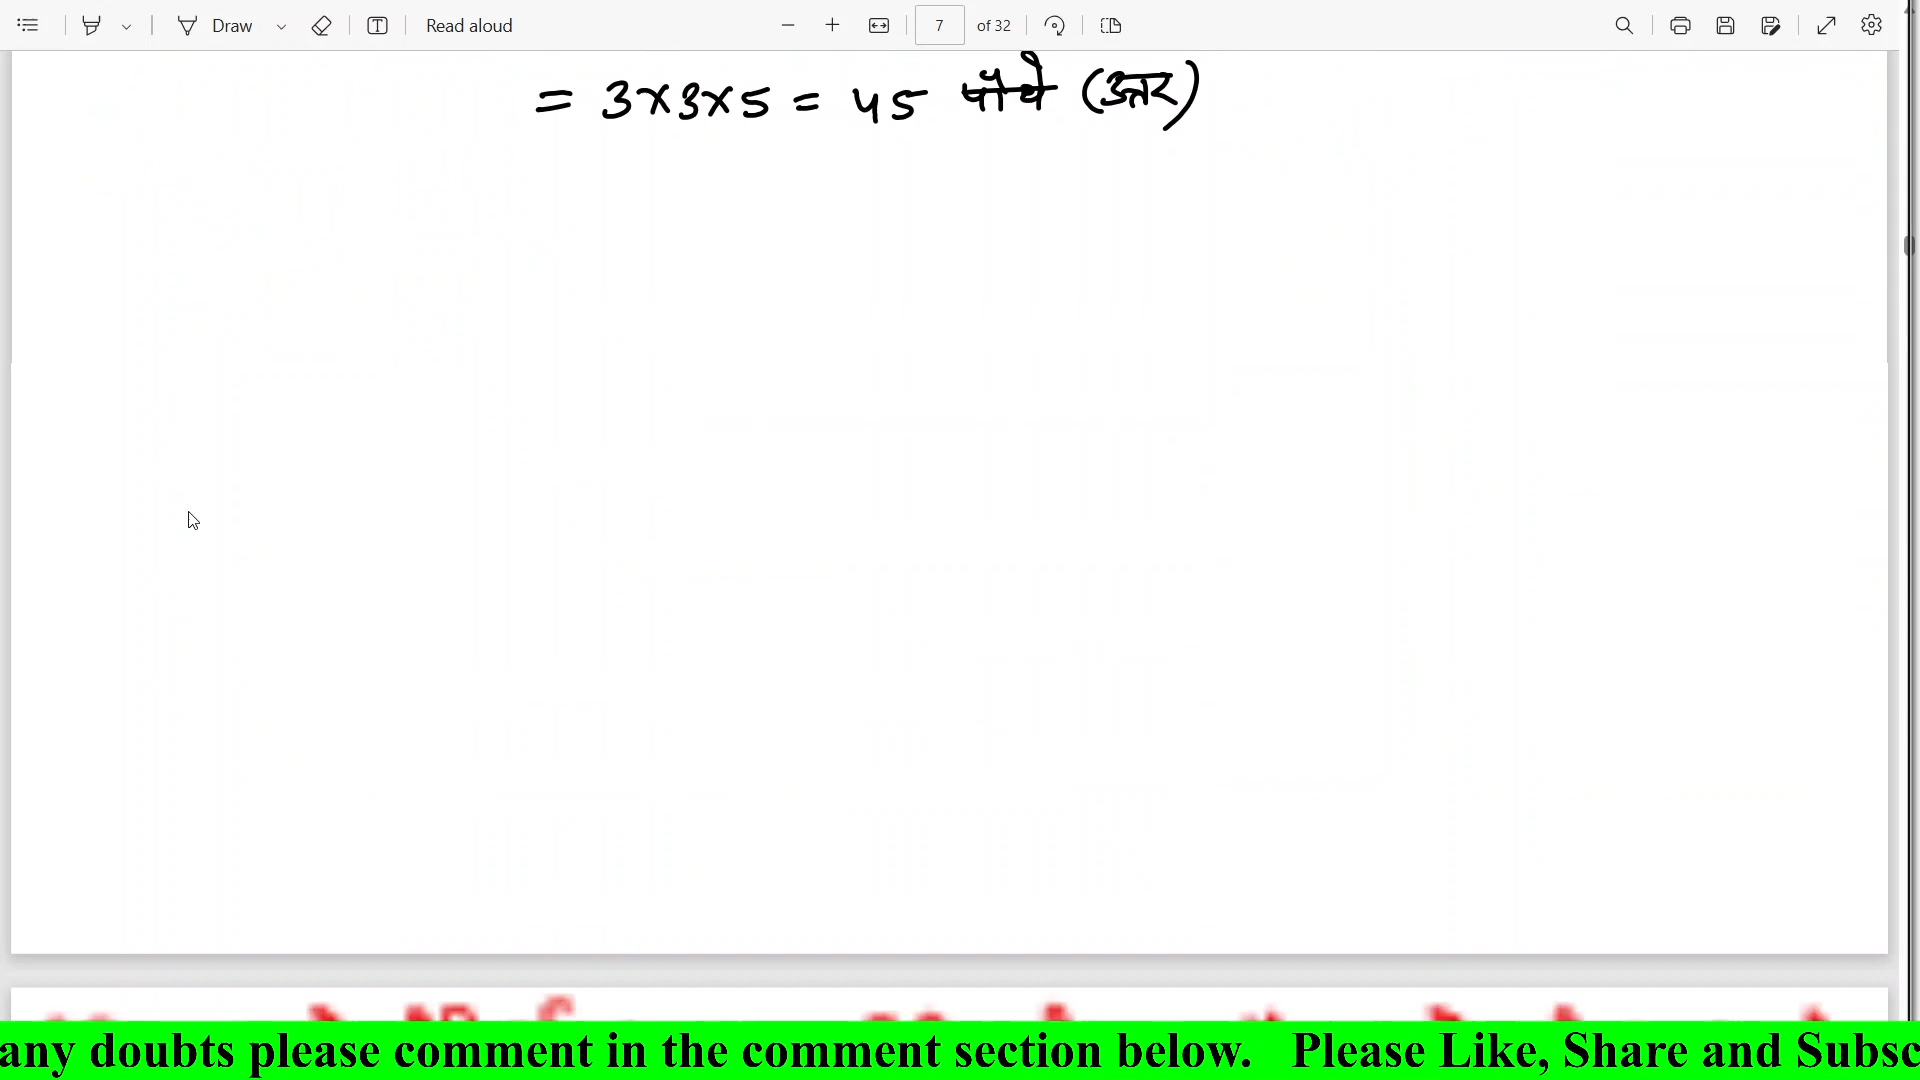 Draw
Read aloud
7 of 32
= 3×3×5 = 45 पौधे (उत्तर)
any doubts please comment in the comment section below. Please Like, Share and Subsc